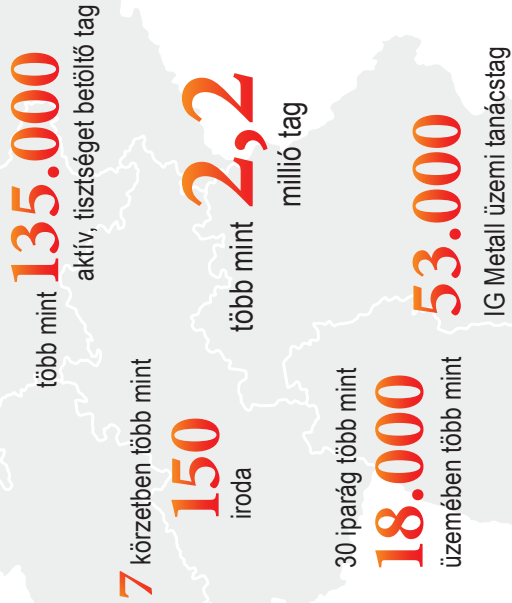 7 körzetben több mint
150
iroda
több mint 135.000
aktív, tisztséget betöltő tag
több mint 2,2
millió tag
30 iparág több mint
18.000
üzemében több mint
53.000
IG Metall üzemi tanácstag